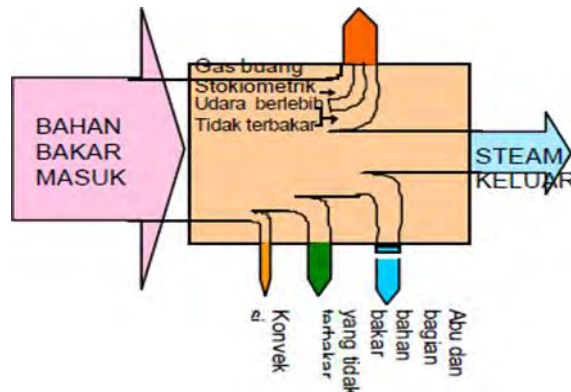 Gas buang
Stokiometrik
Udara berlebih
Tidak terbakar
BAHAN
BAKAR
MASUK
STEAM
KELUAR
Konvek
si
Abu dan
bagian
bahan
bakar
yang tidak
terbakar